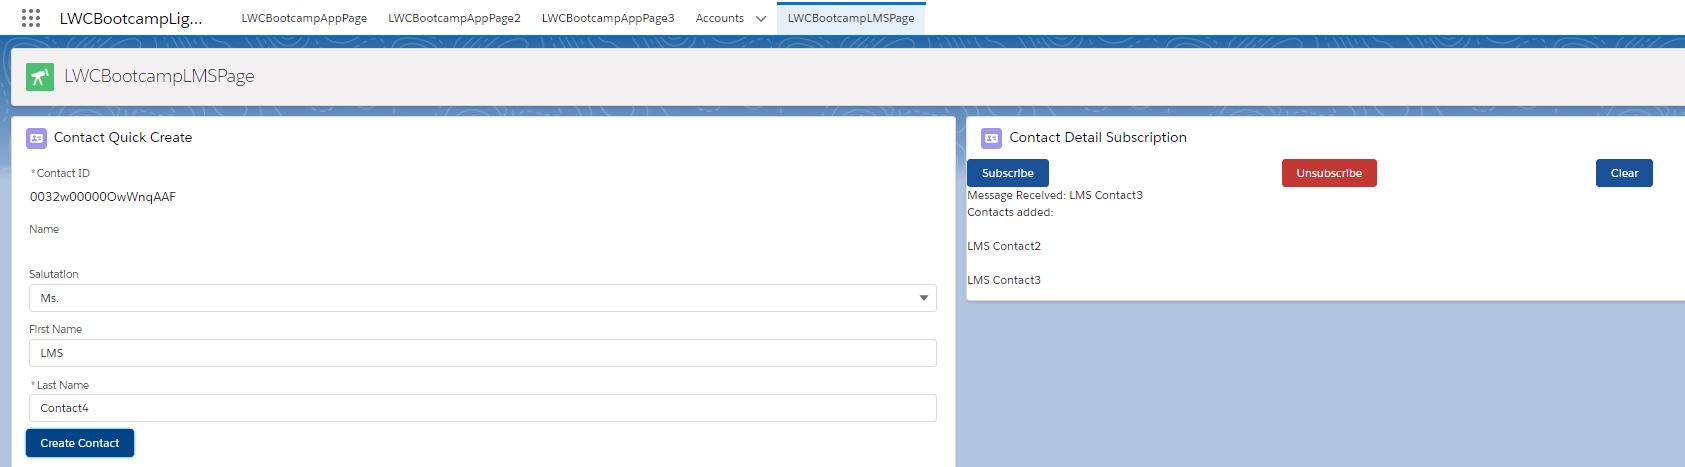 LWCBootcampLig... LWCBootcampAppPage LWCBootcampAppPage2 LWCBootcampAppPage3 Accounts LWCBootcampLMSPage
LWCBootcampLMSPage
Contact Quick Create
*Contact ID
0032w00000OwWnqAAF
Name
Salutation
Ms.
First Name
LMS
*Last Name
Contact4
Create Contact
Contact Detail Subscription
Subscribe Unsubscribe Clear
Message Received: LMS Contact3
Contacts added:
LMS Contact2
LMS Contact3